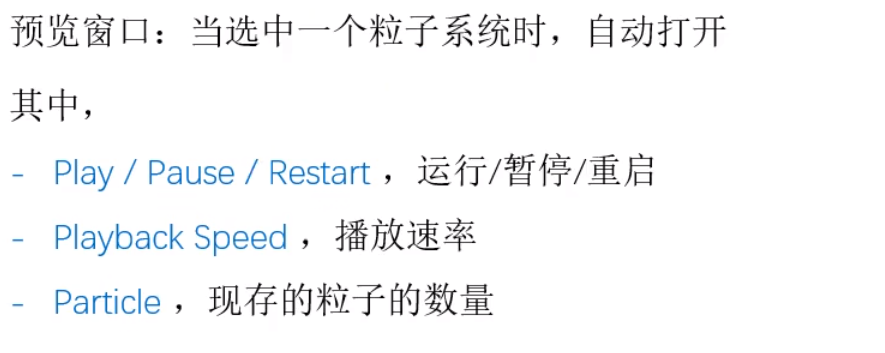 预览窗口：当选中一个粒子系统时，自动打开
其中，
- Play / Pause / Restart ，运行/暂停/重启
- Playback Speed ，播放速率
- Particle ，现存的粒子的数量